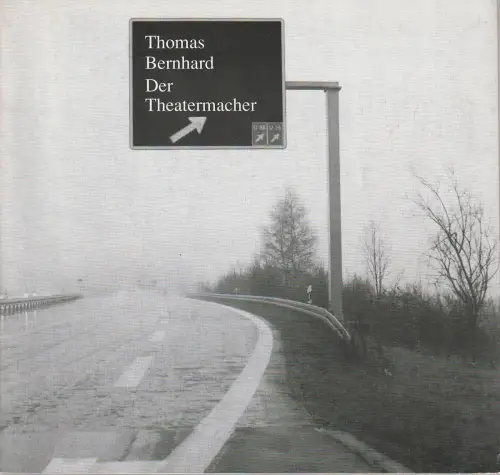 Thomas
Bernhard
Der
Theatermacher